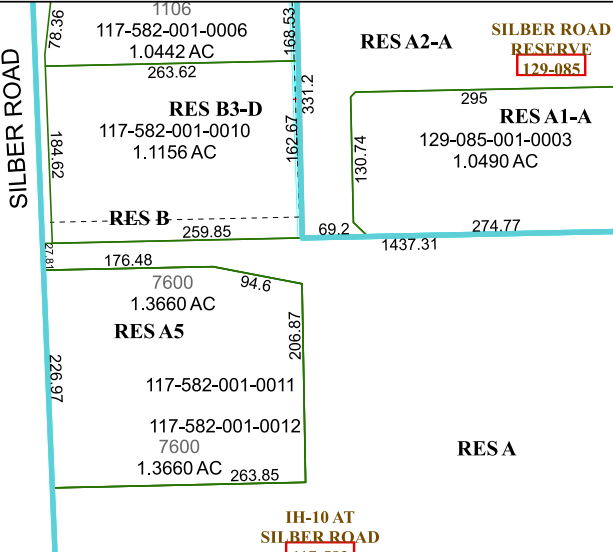 1106
117-582-001-0006
1.0442 AC
78.36
263.62
168.53
331.2
RES A2-A
SILBER ROAD
RESERVE
129-085
SILBER ROAD
RES B3-D
117-582-001-0010
1.1156 AC
184.62
162.67
295
RES A1-A
129-085-001-0003
1.0490 AC
130.74
RES B
259.85
69.2
274.77
1437.31
27.81
176.48
94.6
7600
1.3660 AC
RES A5
206.87
226.97
117-582-001-0011
117-582-001-0012
7600
1.3660 AC
263.85
RES A
IH-10 AT
SILBER ROAD